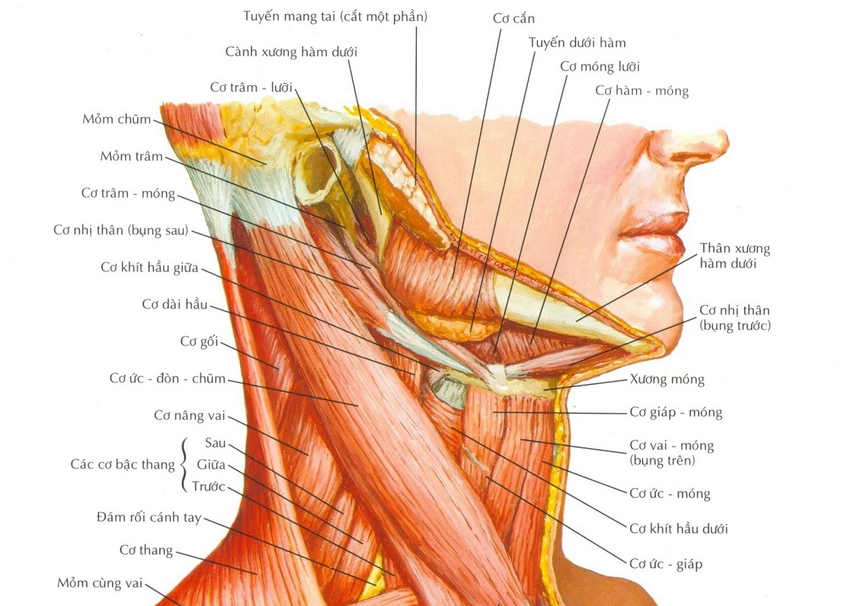 Tuyến mang tai (cắt một phần)
Cành xương hàm dưới
Cơ trâm - lưỡi
Mỏm chũm
Mỏm trâm
Cơ trâm - móng
Cơ nhị thân (bụng sau)
Cơ khít hầu giữa
Cơ dài hầu
Cơ gối
Cơ ức - đòn - chũm
Cơ nâng vai
Các cơ bậc thang
Sau
Giữa
Trước
Đám rối cánh tay
Cơ thang
Mỏm cùng vai
Cơ cắn
Tuyến dưới hàm
Cơ móng lưỡi
Cơ hàm - móng
Thân xương
hàm dưới
Cơ nhị thân
(bụng trước)
Xương móng
Cơ giáp - móng
Cơ vai - móng
(bụng trên)
Cơ ức - móng
Cơ khít hầu dưới
Cơ ức - giáp